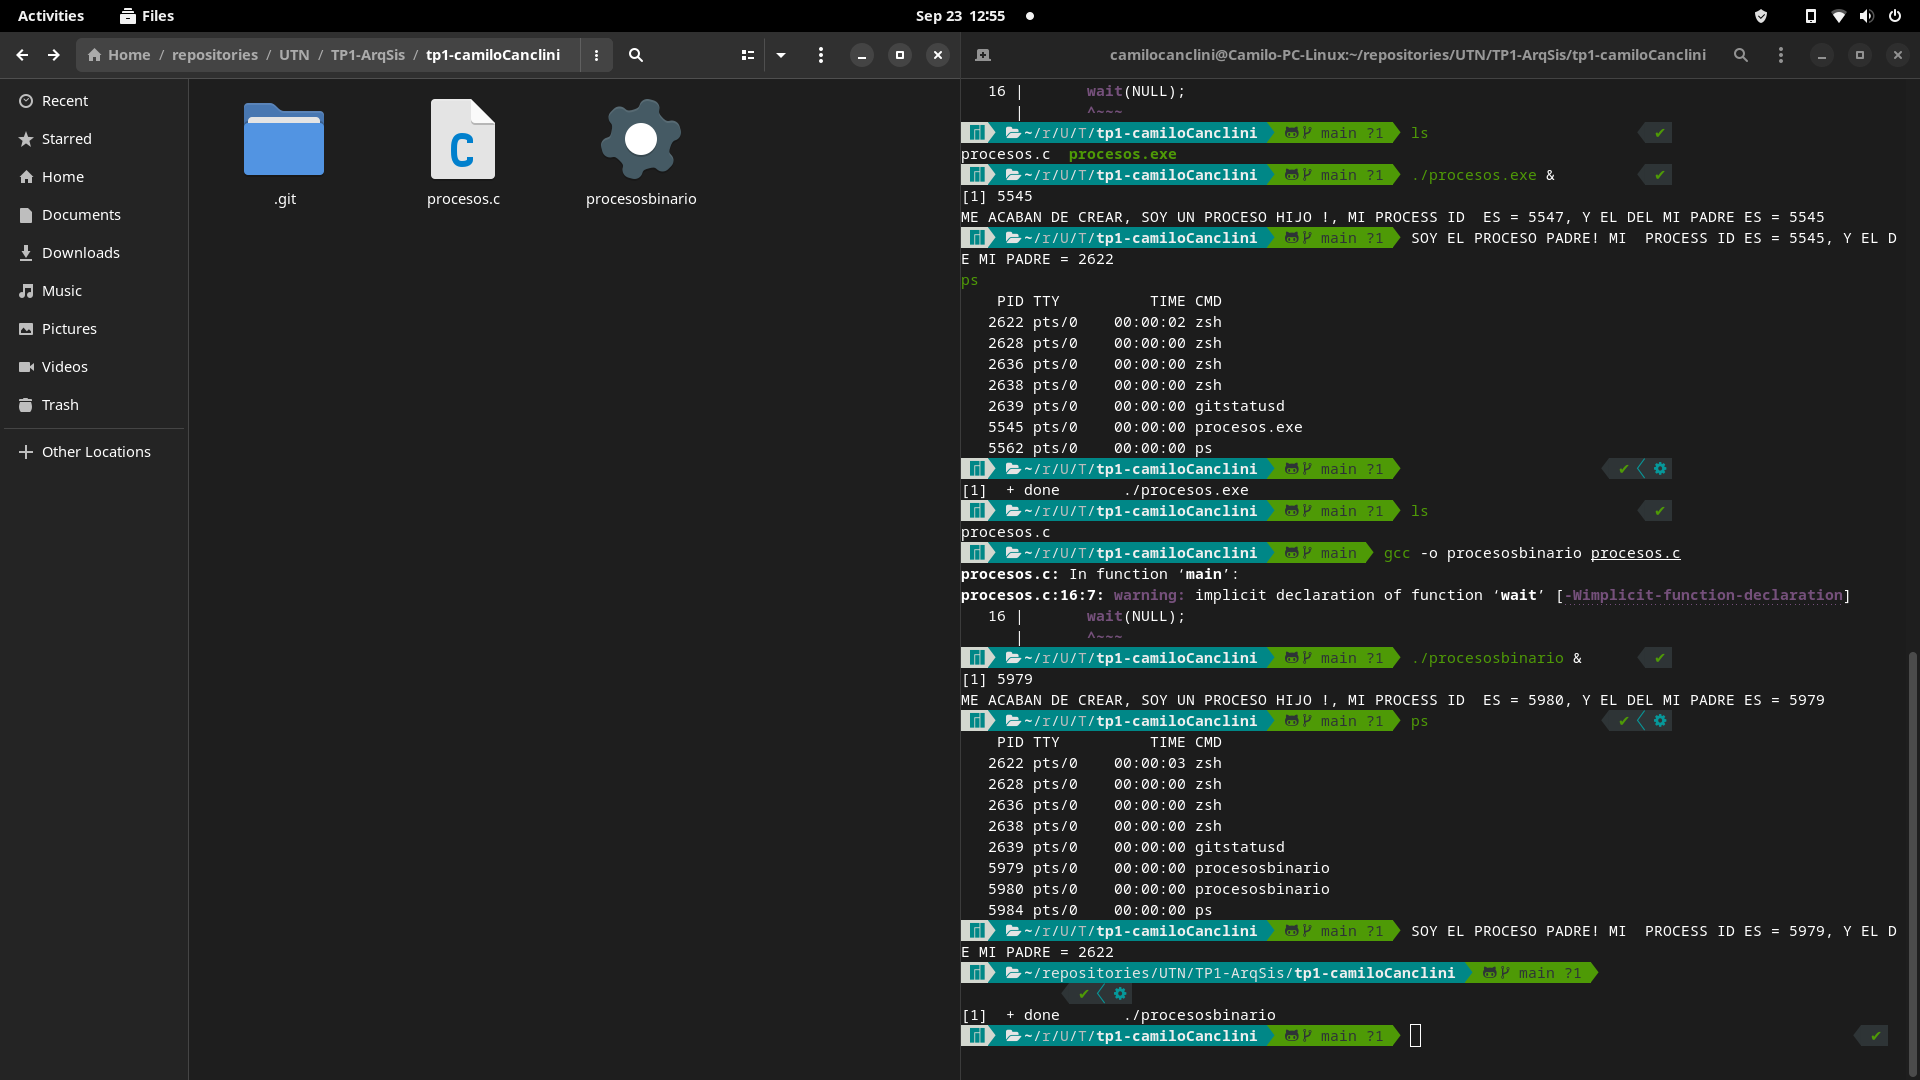 Activities Files Sep 23 12:55
Home / repositories / UTN / TP1-ArqSis / tp1-camiloCanclini
camilocanclini@Camilo-PC-Linux:~/repositories/UTN/TP1-ArqSis/tp1-camiloCanclini
Recent
Starred
Home
Documents
Downloads
Music
Pictures
Videos
Trash
Other Locations
.git
procesos.c
procesosbinario
16 | wait(NULL);
| ^~~~
~/r/U/T/tp1-camiloCanclini main ?1 ls ✔
procesos.c procesos.exe
~/r/U/T/tp1-camiloCanclini main ?1 ./procesos.exe & ✔
[1] 5545
ME ACABAN DE CREAR, SOY UN PROCESO HIJO !, MI PROCESS ID  ES = 5547, Y EL DEL MI PADRE ES = 5545
~/r/U/T/tp1-camiloCanclini main ?1 SOY EL PROCESO PADRE! MI  PROCESS ID ES = 5545, Y EL D
E MI PADRE = 2622
ps
PID TTY TIME CMD
2622 pts/0 00:00:02 zsh
2628 pts/0 00:00:00 zsh
2636 pts/0 00:00:00 zsh
2638 pts/0 00:00:00 zsh
2639 pts/0 00:00:00 gitstatusd
5545 pts/0 00:00:00 procesos.exe
5562 pts/0 00:00:00 ps
~/r/U/T/tp1-camiloCanclini main ?1 ✔
[1] + done ./procesos.exe
~/r/U/T/tp1-camiloCanclini main ?1 ls ✔
procesos.c
~/r/U/T/tp1-camiloCanclini main gcc -o procesosbinario procesos.c
procesos.c: In function ‘main’:
procesos.c:16:7: warning: implicit declaration of function ‘wait’ [-Wimplicit-function-declaration]
16 | wait(NULL);
| ^~~~
~/r/U/T/tp1-camiloCanclini main ?1 ./procesosbinario & ✔
[1] 5979
ME ACABAN DE CREAR, SOY UN PROCESO HIJO !, MI PROCESS ID  ES = 5980, Y EL DEL MI PADRE ES = 5979
~/r/U/T/tp1-camiloCanclini main ?1 ps ✔
PID TTY TIME CMD
2622 pts/0 00:00:03 zsh
2628 pts/0 00:00:00 zsh
2636 pts/0 00:00:00 zsh
2638 pts/0 00:00:00 zsh
2639 pts/0 00:00:00 gitstatusd
5979 pts/0 00:00:00 procesosbinario
5980 pts/0 00:00:00 procesosbinario
5984 pts/0 00:00:00 ps
~/r/U/T/tp1-camiloCanclini main ?1 SOY EL PROCESO PADRE! MI  PROCESS ID ES = 5979, Y EL D
E MI PADRE = 2622
~/repositories/UTN/TP1-ArqSis/tp1-camiloCanclini main ?1
✔
[1] + done ./procesosbinario
~/r/U/T/tp1-camiloCanclini main ?1 ✔